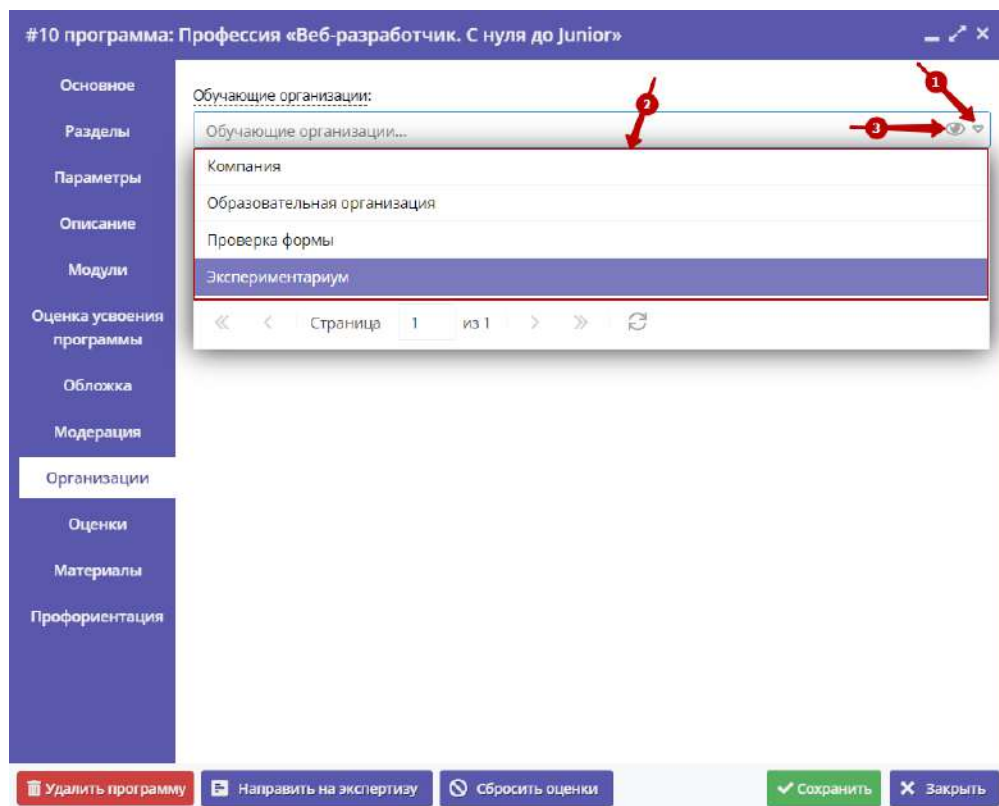 #10 программа: Профессия «Веб-разработчик. С нуля до Junior»
Основное
Разделы
Параметры
Описание
Модули
Оценка усвоения
программы
Обложка
Модерация
Организации
Оценки
Материалы
Профориентация
Обучающие организации:
Обучающие организации...
1
2
3
Компания
Образовательная организация
Проверка формы
Экспериментариум
Страница 1 из 1
Удалить программу Направить на экспертизу Сбросить оценки Сохранить Закрыть